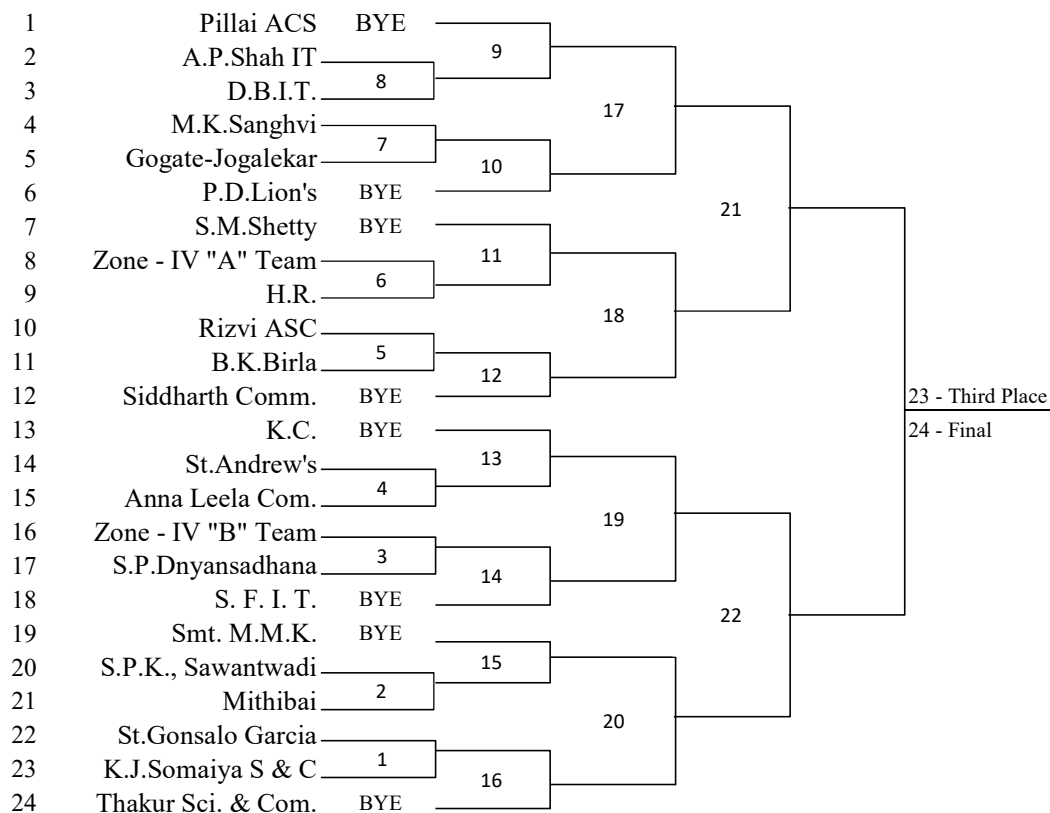 1 Pillai ACS BYE
9
2 A.P.Shah IT
8
3 D.B.I.T.
17
4 M.K.Sanghvi
7
5 Gogate-Jogalekar
10
6 P.D.Lion's BYE
21
7 S.M.Shetty BYE
11
8 Zone - IV "A" Team
6
9 H.R.
18
10 Rizvi ASC
5
11 B.K.Birla
12
12 Siddharth Comm. BYE
23 - Third Place
13 K.C. BYE
24 - Final
13
14 St.Andrew's
4
15 Anna Leela Com.
19
16 Zone - IV "B" Team
3
17 S.P.Dnyansadhana
14
18 S. F. I. T. BYE
22
19 Smt. M.M.K. BYE
15
20 S.P.K., Sawantwadi
2
21 Mithibai
20
22 St.Gonsalo Garcia
1
23 K.J.Somaiya S & C
16
24 Thakur Sci. & Com. BYE